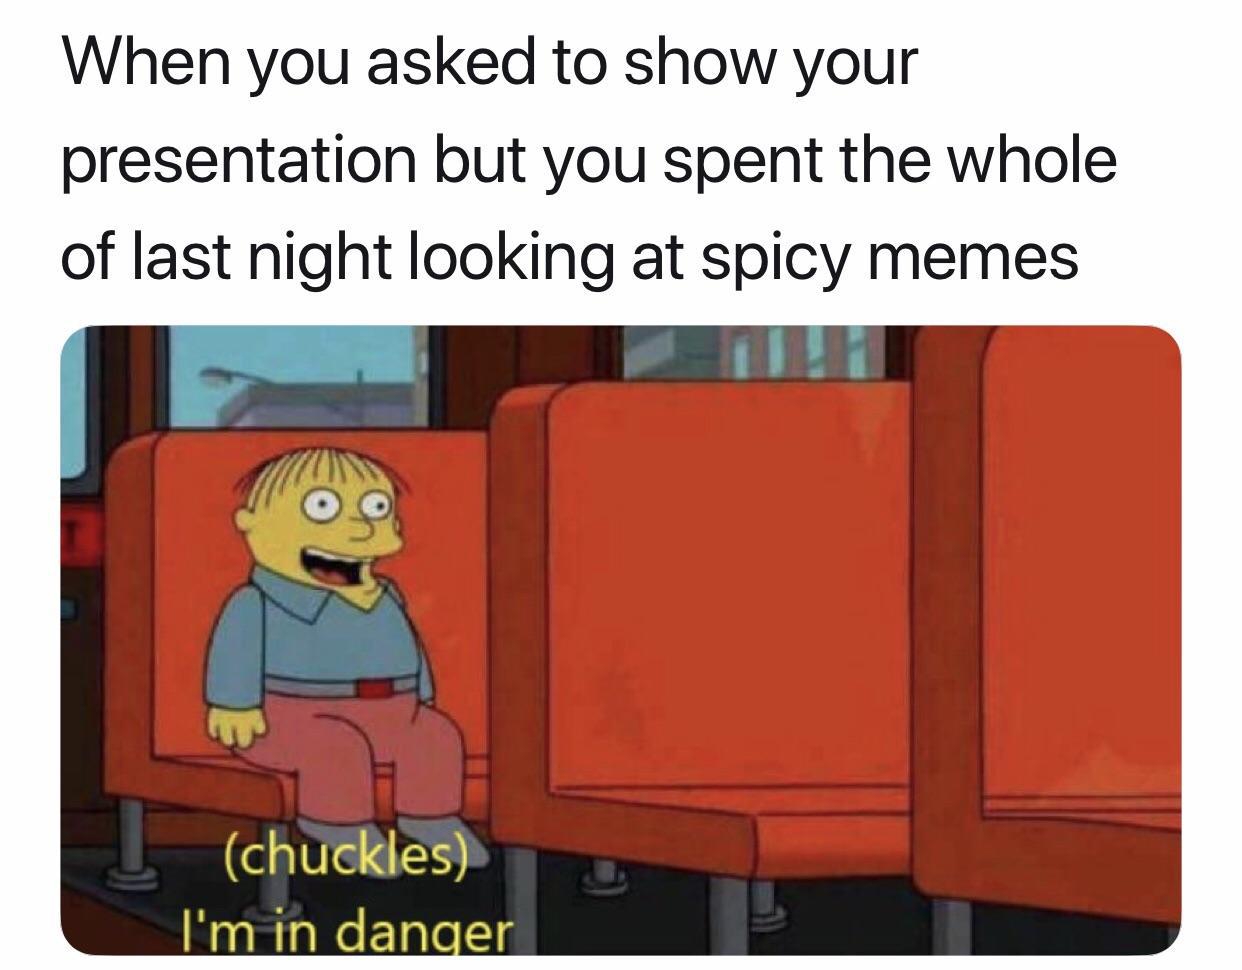 When you asked to show your
presentation but you spent the whole
of last night looking at spicy memes
(chuckles)
I'm in danger